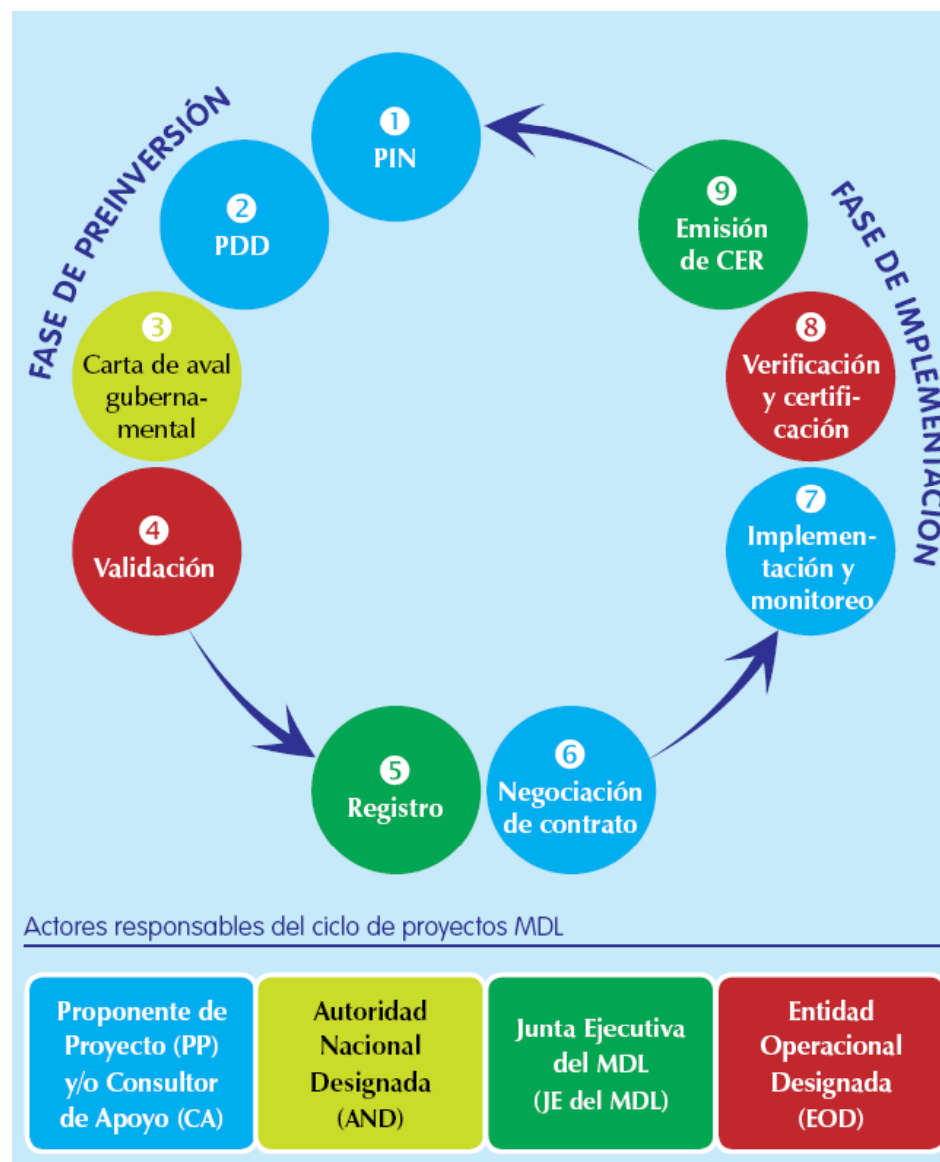 FASE DE PREINVERSIÓN
1
PIN
2
PDD
3
Carta de aval
guberna-
mental
4
Validación
5
Registro
6
Negociación
de contrato
7
Implemen-
tación y
monitoreo
8
Verificación
y certifi-
cación
9
Emisión
de CER
FASE DE IMPLEMENTACIÓN
Actores responsables del ciclo de proyectos MDL
Proponente de
Proyecto (PP)
y/o Consultor
de Apoyo (CA)
Autoridad
Nacional
Designada
(AND)
Junta Ejecutiva
del MDL
(JE del MDL)
Entidad
Operacional
Designada
(EOD)